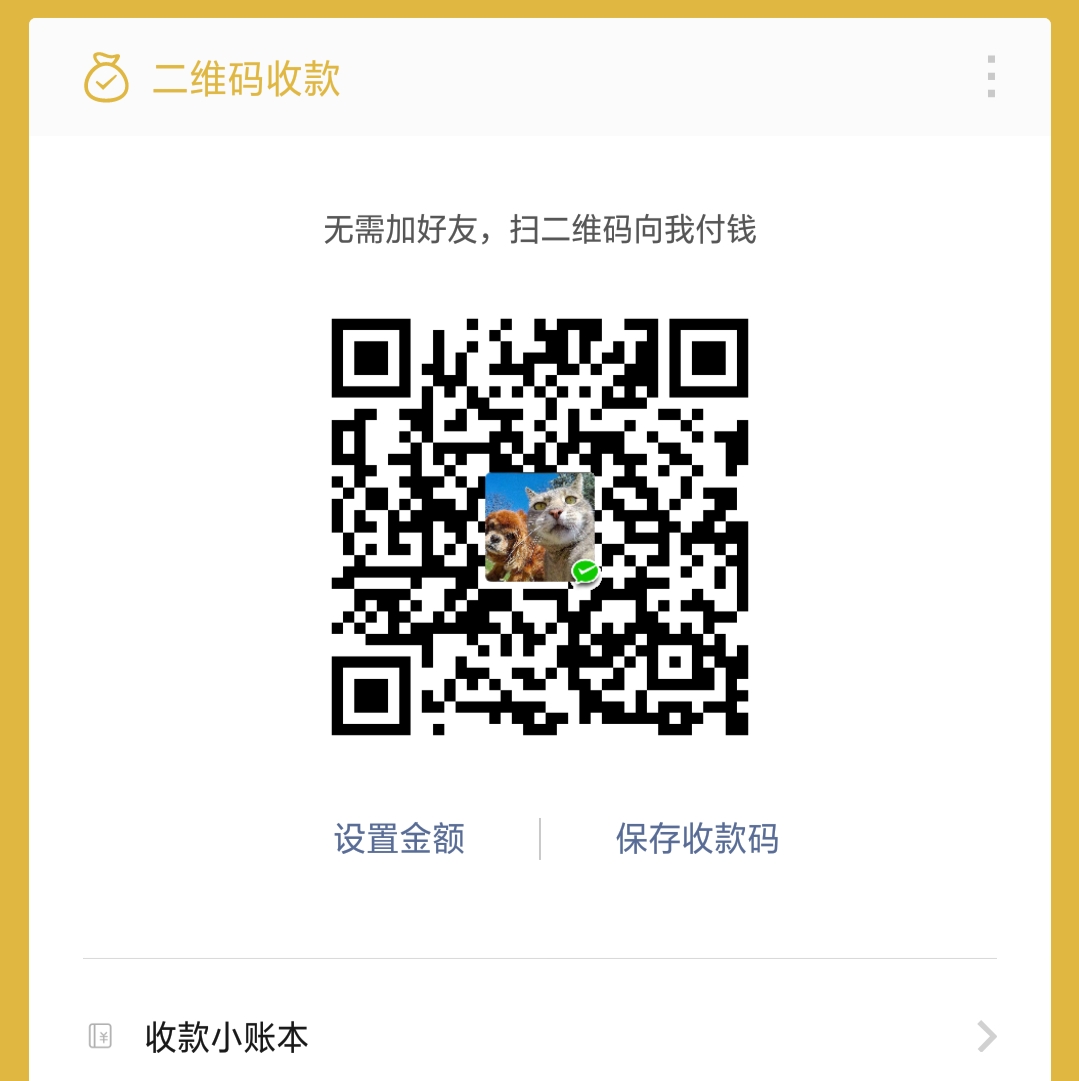 二维码收款
无需加好友，扫二维码向我付钱
设置金额
保存收款码
收款小账本